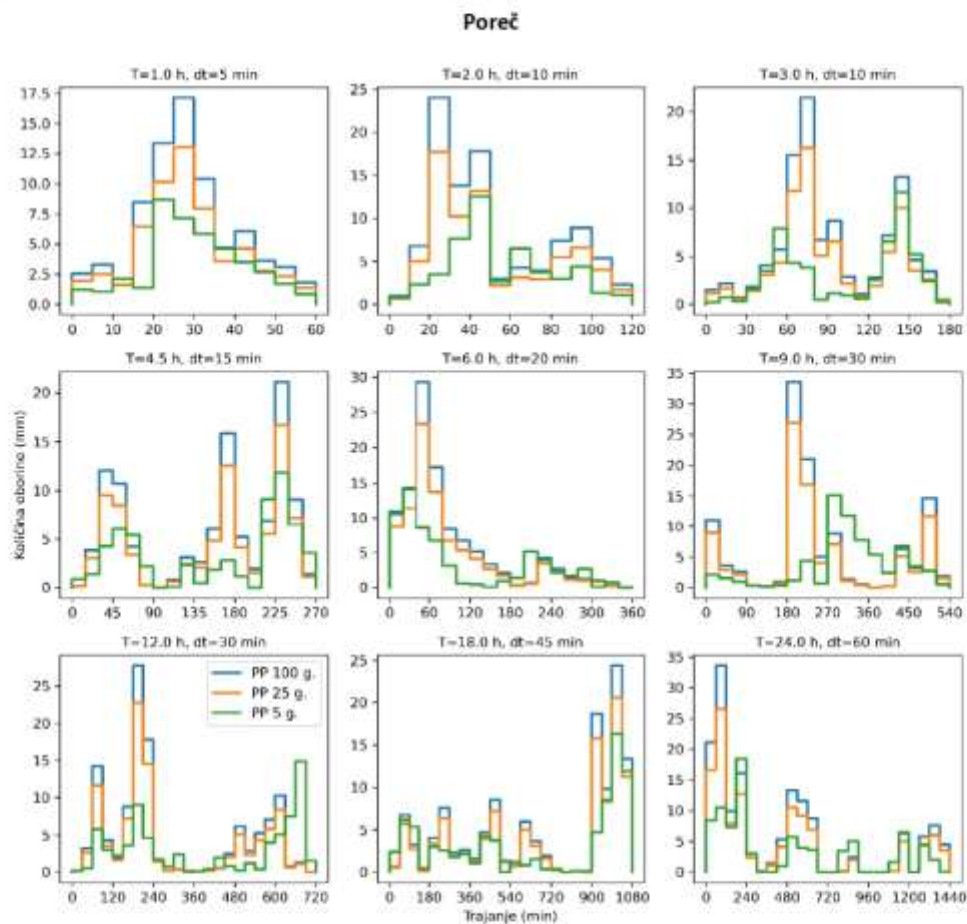 Poreč
T=1.0 h, dt=5 min
T=2.0 h, dt=10 min
T=3.0 h, dt=10 min
17.5
15.0
12.5
10.0
7.5
5.0
2.5
0.0
0 10 20 30 40 50 60
25
20
15
10
5
0
0 20 40 60 80 100 120
20
15
10
5
0
0 30 60 90 120 150 180
T=4.5 h, dt=15 min
T=6.0 h, dt=20 min
T=9.0 h, dt=30 min
Količina oborine (mm)
20
15
10
5
0
0 45 90 135 180 225 270
30
25
20
15
10
5
0
0 60 120 180 240 300 360
35
30
25
20
15
10
5
0
0 90 180 270 360 450 540
T=12.0 h, dt=30 min
T=18.0 h, dt=45 min
T=24.0 h, dt=60 min
25
20
15
10
5
0
PP 100 g.
PP 25 g.
PP 5 g.
0 120 240 360 480 600 720
25
20
15
10
5
0
0 180 360 540 720 900 1080
35
30
25
20
15
10
5
0
0 240 480 720 960 1200 1440
Trajanje (min)